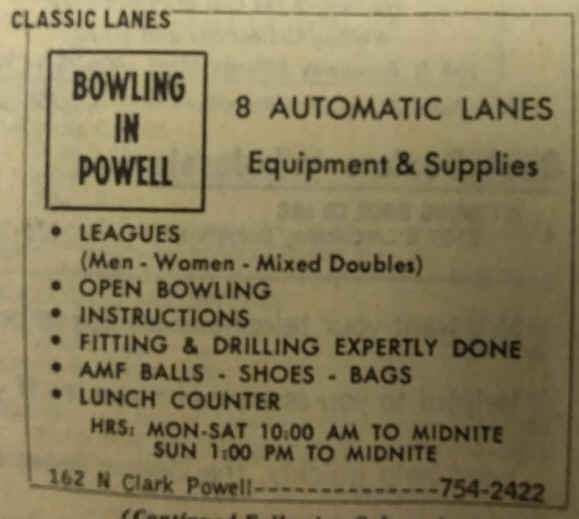 CLASSIC LANES
BOWLING
IN
POWELL
8 AUTOMATIC LANES
Equipment & Supplies
• LEAGUES
(Men - Women - Mixed Doubles)
• OPEN BOWLING
• INSTRUCTIONS
• FITTING & DRILLING EXPERTLY DONE
• AMF BALLS - SHOES - BAGS
• LUNCH COUNTER
HRS: MON-SAT 10:00 AM TO MIDNITE
SUN 1:00 PM TO MIDNITE
162 N Clark Powell---------------754-2422
(Continued Following